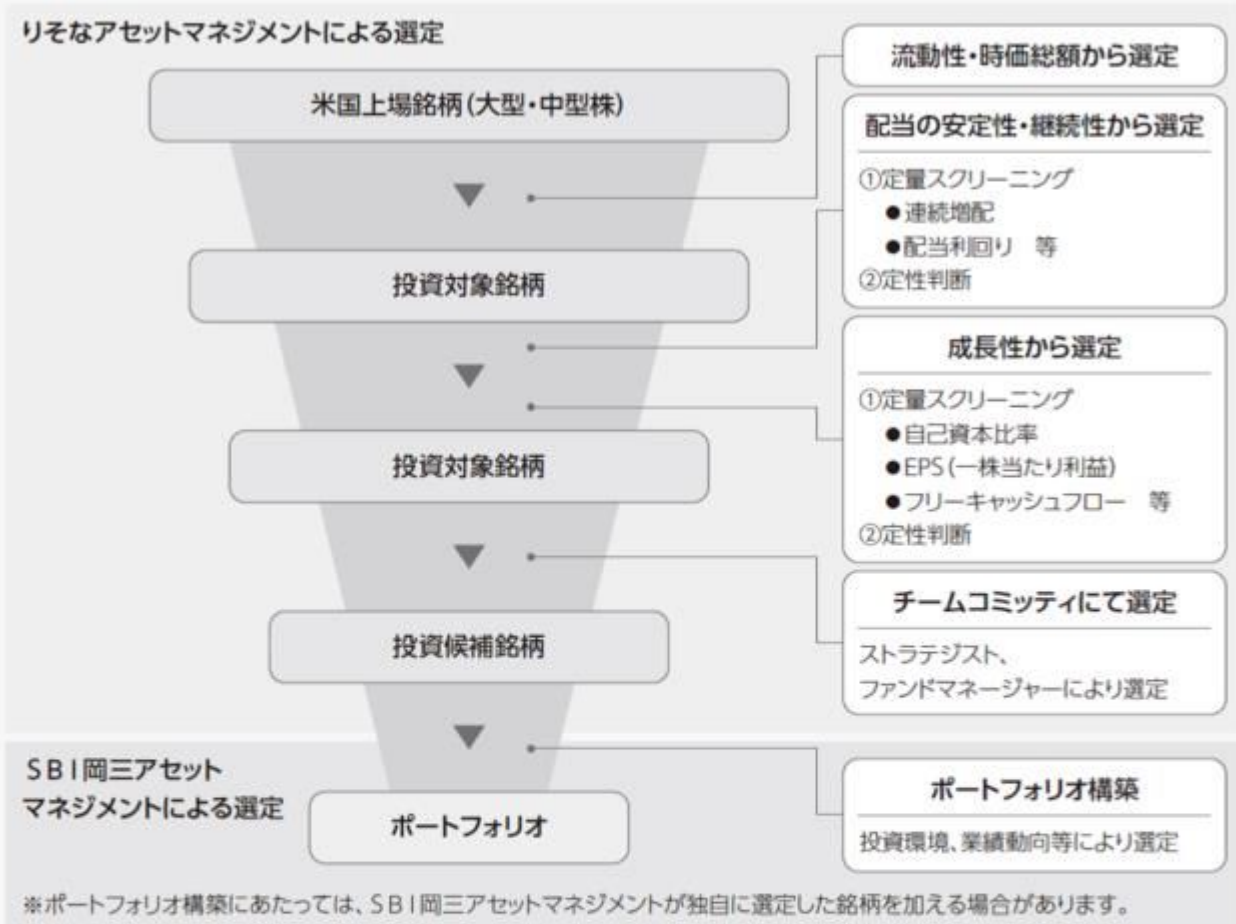 りそなアセットマネジメントによる選定
米国上場銘柄(大型・中型株)
投資対象銘柄
投資対象銘柄
投資候補銘柄
流動性・時価総額から選定
配当の安定性・継続性から選定
①定量スクリーニング
●連続増配
●配当利回り 等
②定性判断
成長性から選定
①定量スクリーニング
●自己資本比率
●EPS(一株当たり利益)
●フリーキャッシュフロー 等
②定性判断
チームコミッティにて選定
ストラテジスト、
ファンドマネージャーにより選定
SBI岡三アセット
マネジメントによる選定
ポートフォリオ
ポートフォリオ構築
投資環境、業績動向等により選定
※ポートフォリオ構築にあたっては、SBI岡三アセットマネジメントが独自に選定した銘柄を加える場合があります。